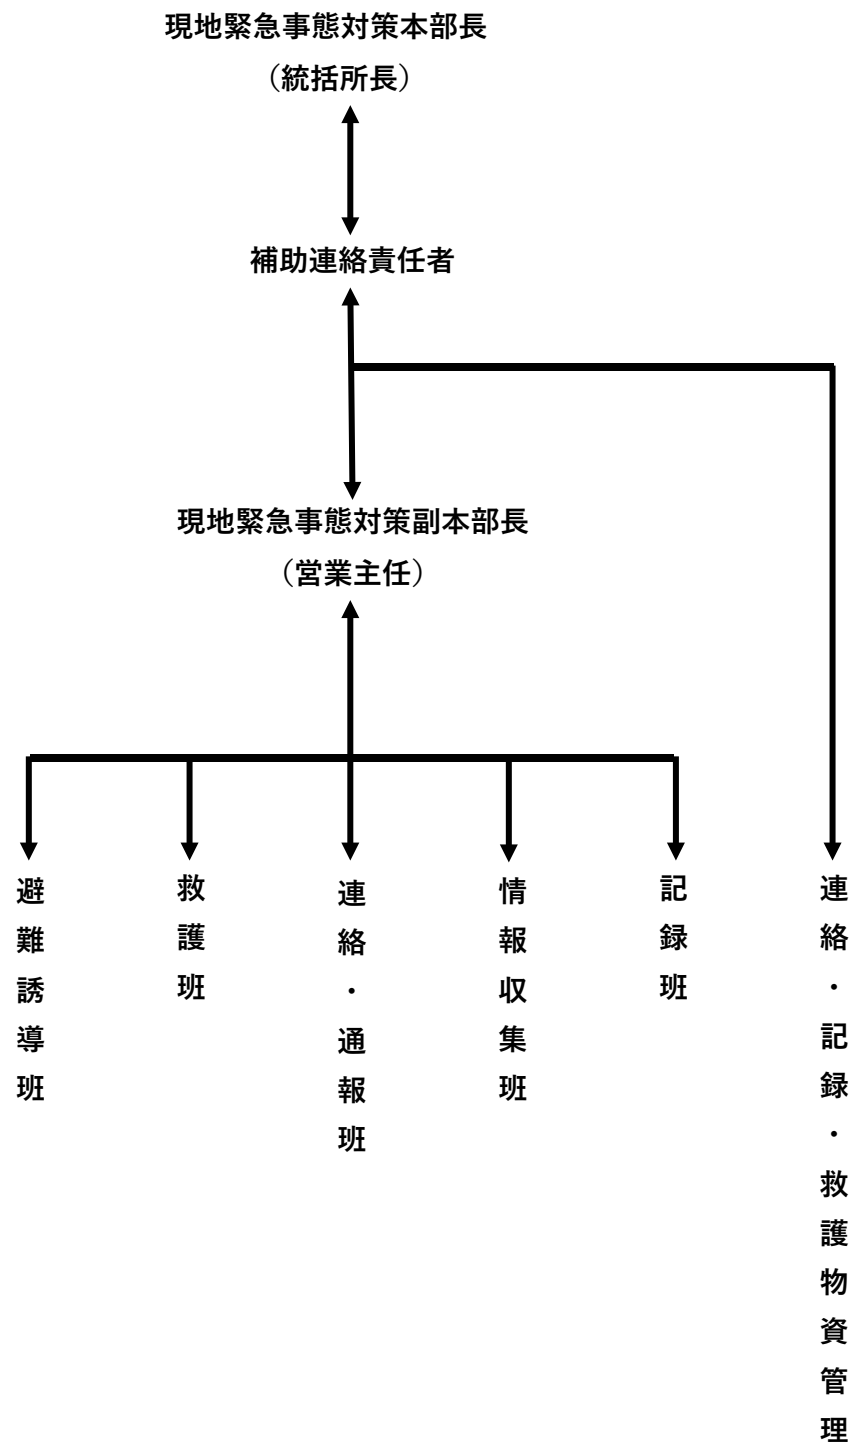 現地緊急事態対策本部長
（統括所長）
補助連絡責任者
現地緊急事態対策副本部長
（営業主任）
避難誘導班
救護班
連絡・通報班
情報収集班
記録班
連絡・記録・救護物資管理